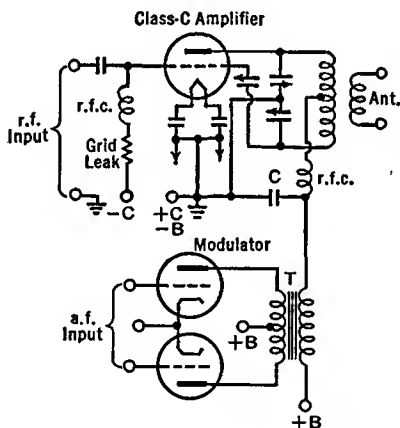 Class-C Amplifier
r.f.
Input
r.f.c.
Grid
Leak
-C
+C
-B
C
r.f.c.
Ant.
Modulator
T
a.f.
Input
+B
+B